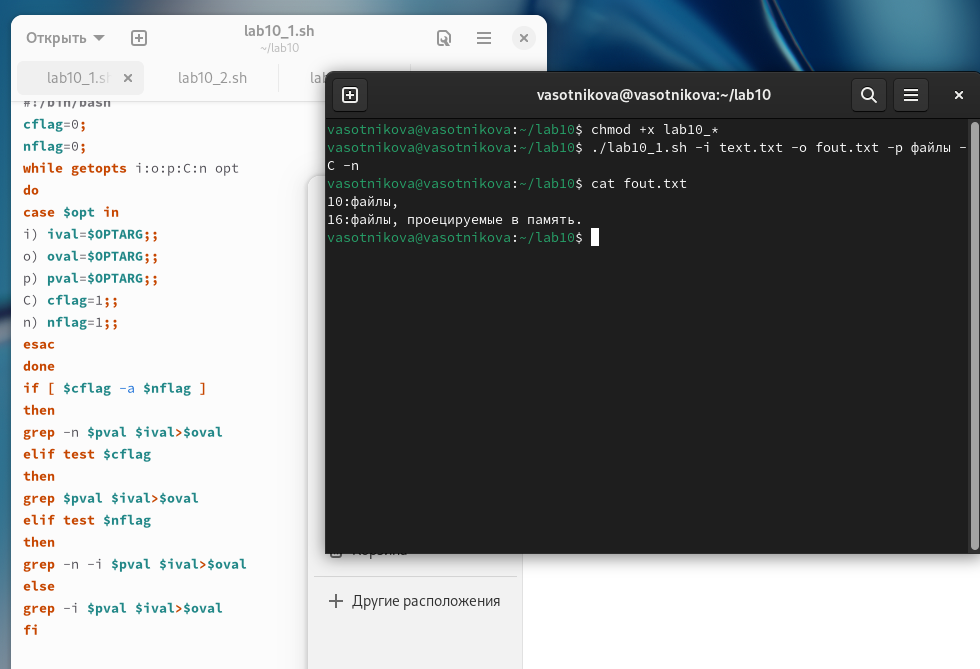 Открыть
lab10_1.sh
~/lab10
lab10_1.sh
lab10_2.sh
#!/bin/bash
cflag=0;
nflag=0;
while getopts i:o:p:C:n opt
do
case $opt in
i) ival=$OPTARG;;
o) oval=$OPTARG;;
p) pval=$OPTARG;;
C) cflag=1;;
n) nflag=1;;
esac
done
if [ $cflag -a $nflag ]
then
grep -n $pval $ival>$oval
elif test $cflag
then
grep $pval $ival>$oval
elif test $nflag
then
grep -n -i $pval $ival>$oval
else
grep -i $pval $ival>$oval
fi
vasotnikova@vasotnikova:~/lab10
vasotnikova@vasotnikova:~/lab10$ chmod +x lab10_*
vasotnikova@vasotnikova:~/lab10$ ./lab10_1.sh -i text.txt -o fout.txt -p файлы -
C -n
vasotnikova@vasotnikova:~/lab10$ cat fout.txt
10:файлы,
16:файлы, проецируемые в память.
vasotnikova@vasotnikova:~/lab10$
Другие расположения